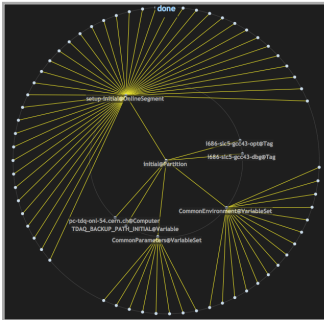 done
setup-initial@OnlineSegment
i686-slc5-gcc43-opt@Tag
i686-slc5-gcc43-dbg@Tag
initial@Partition
CommonEnvironment@VariableSet
pc-tdq-onl-54.cern.ch@Computer
TDAQ_BACKUP_PATH_INITIAL@Variable
CommonParameters@VariableSet